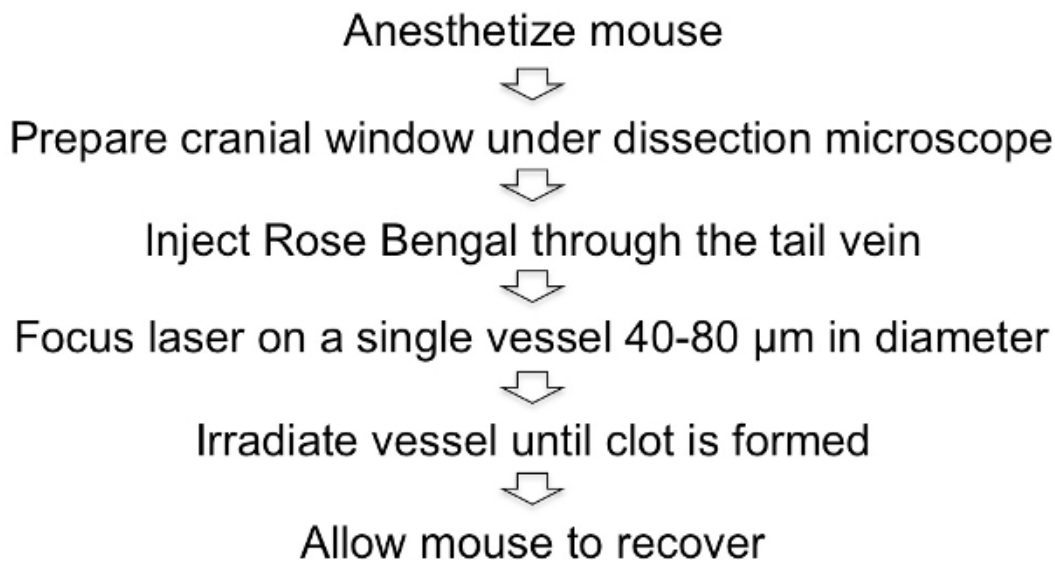 Anesthetize mouse
Prepare cranial window under dissection microscope
Inject Rose Bengal through the tail vein
Focus laser on a single vessel 40-80 μm in diameter
Irradiate vessel until clot is formed
Allow mouse to recover